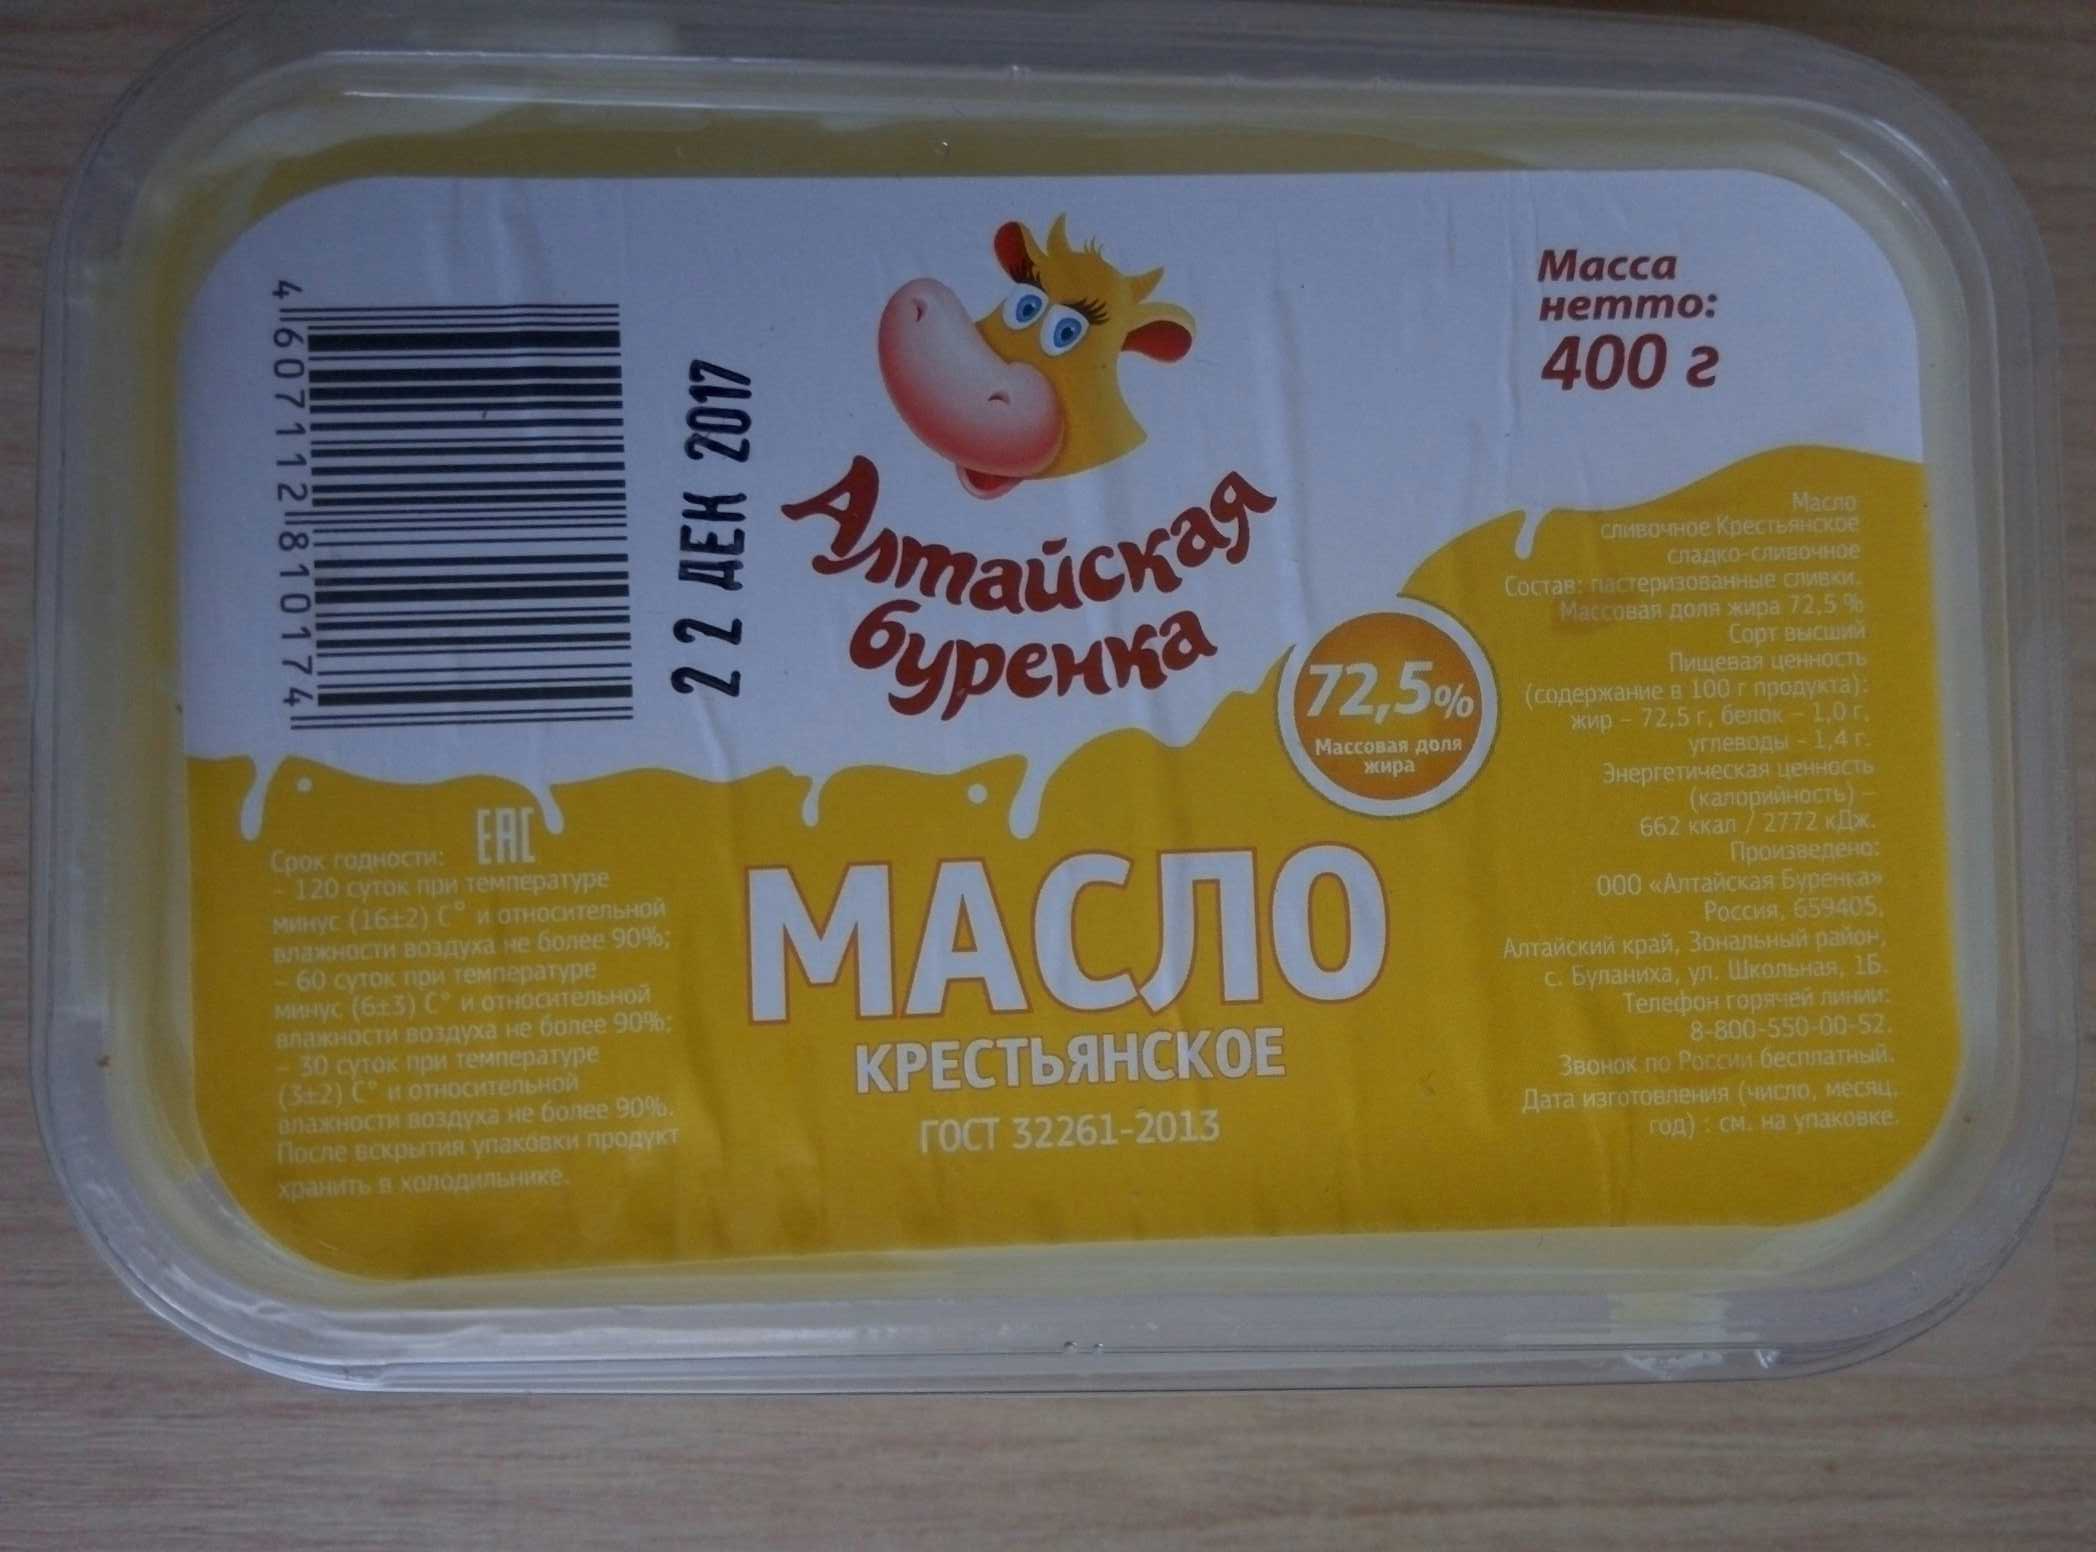 4 607112 810174
22 ДЕК 2017
Алтайская
буренка
Масса
нетто:
400 г
72,5%
Массовая доля
жира
МАСЛО
КРЕСТЬЯНСКОЕ
ГОСТ 32261-2013
ЕАС
Срок годности:
- 120 суток при температуре
минус (16±2) С° и относительной
влажности воздуха не более 90%;
- 60 суток при температуре
минус (6±3) С° и относительной
влажности воздуха не более 90%;
- 30 суток при температуре
(3±2) С° и относительной
влажности воздуха не более 90%.
После вскрытия упаковки продукт
хранить в холодильнике.
Масло
сливочное Крестьянское
сладко-сливочное
Состав: пастеризованные сливки.
Массовая доля жира 72,5 %
Сорт высший
Пищевая ценность
(содержание в 100 г продукта):
жир – 72,5 г, белок – 1,0 г,
углеводы – 1,4 г.
Энергетическая ценность
(калорийность) –
662 ккал / 2772 кДж.
Произведено:
ООО «Алтайская Буренка»
Россия, 659405,
Алтайский край, Зональный район,
с. Буланиха, ул. Школьная, 1Б.
Телефон горячей линии:
8-800-550-00-52.
Звонок по России бесплатный.
Дата изготовления (число, месяц,
год) : см. на упаковке.